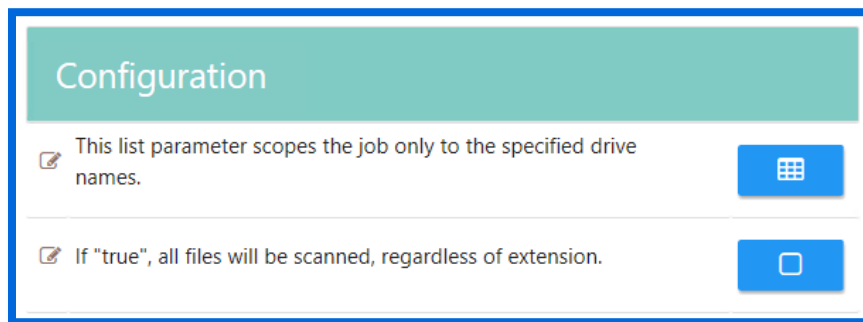 Configuration
This list parameter scopes the job only to the specified drive
names.
If "true", all files will be scanned, regardless of extension.